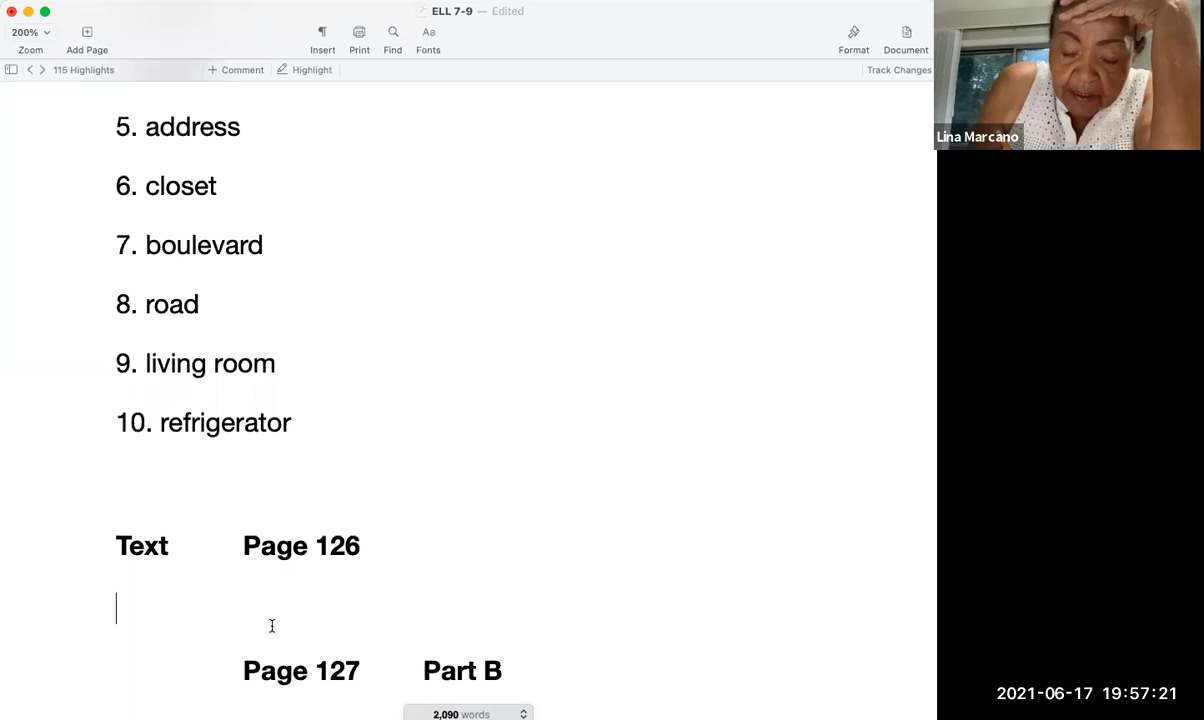 ELL 7-9 — Edited
200%
Zoom
Add Page
Insert
Print
Find
Aa
Fonts
Format
Document
115 Highlights
+ Comment
Highlight
Track Changes
Lina Marcano
5. address
6. closet
7. boulevard
8. road
9. living room
10. refrigerator
Text Page 126
Page 127 Part B
2,090 words
2021-06-17 19:57:21